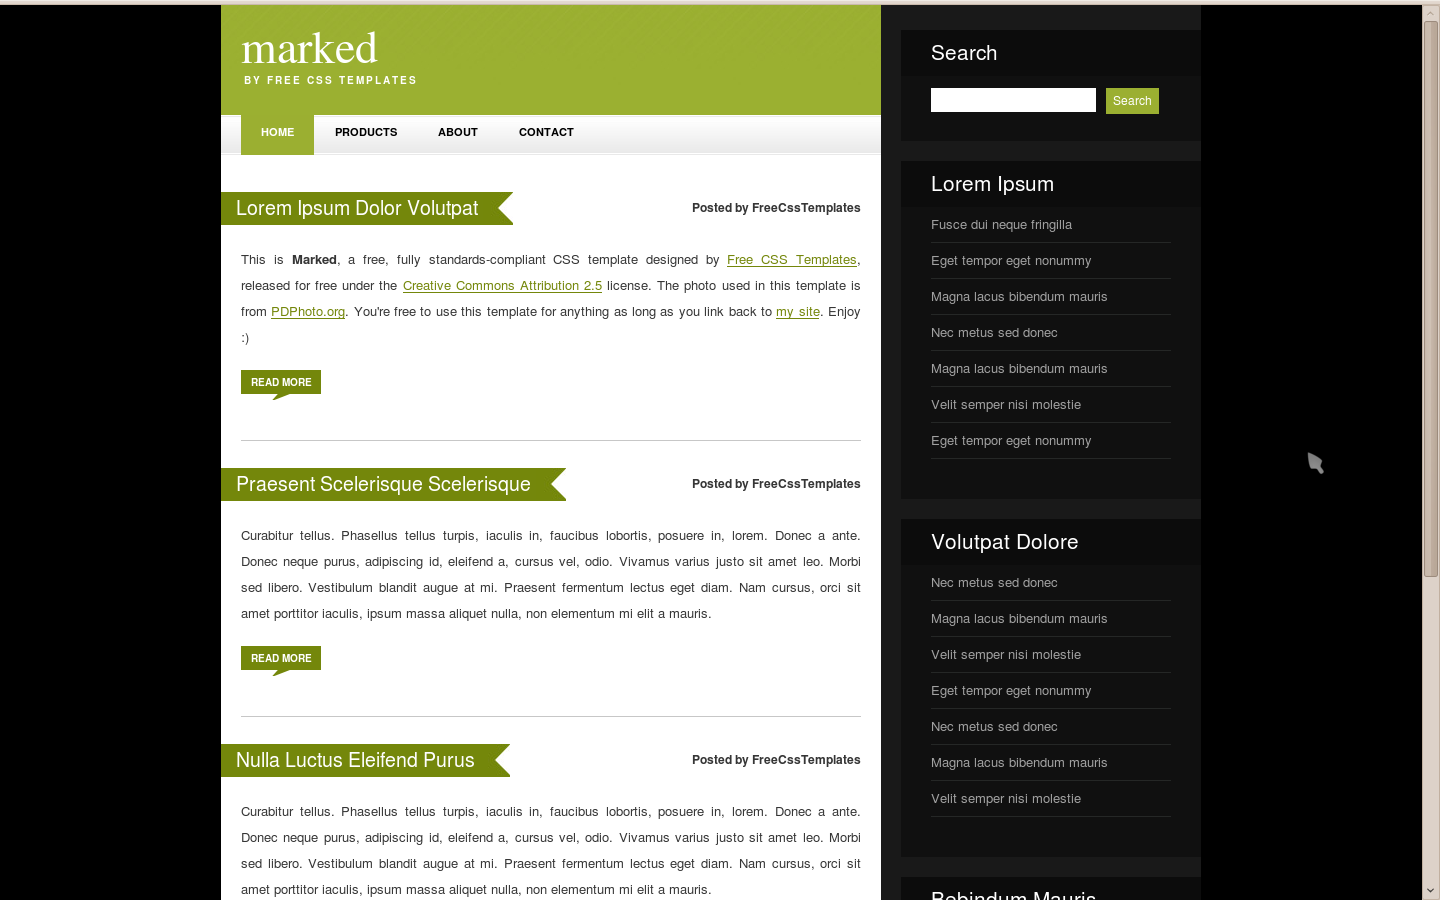 marked
BY FREE CSS TEMPLATES
HOME
PRODUCTS
ABOUT
CONTACT
Lorem Ipsum Dolor Volutpat
Posted by FreeCssTemplates
This is Marked, a free, fully standards-compliant CSS template designed by Free CSS Templates,
released for free under the Creative Commons Attribution 2.5 license. The photo used in this template is
from PDPhoto.org. You're free to use this template for anything as long as you link back to my site. Enjoy
:)
READ MORE
Praesent Scelerisque Scelerisque
Posted by FreeCssTemplates
Curabitur tellus. Phasellus tellus turpis, iaculis in, faucibus lobortis, posuere in, lorem. Donec a ante.
Donec neque purus, adipiscing id, eleifend a, cursus vel, odio. Vivamus varius justo sit amet leo. Morbi
sed libero. Vestibulum blandit augue at mi. Praesent fermentum lectus eget diam. Nam cursus, orci sit
amet porttitor iaculis, ipsum massa aliquet nulla, non elementum mi elit a mauris.
READ MORE
Nulla Luctus Eleifend Purus
Posted by FreeCssTemplates
Curabitur tellus. Phasellus tellus turpis, iaculis in, faucibus lobortis, posuere in, lorem. Donec a ante.
Donec neque purus, adipiscing id, eleifend a, cursus vel, odio. Vivamus varius justo sit amet leo. Morbi
sed libero. Vestibulum blandit augue at mi. Praesent fermentum lectus eget diam. Nam cursus, orci sit
amet porttitor iaculis, ipsum massa aliquet nulla, non elementum mi elit a mauris.
Search
Search
Lorem Ipsum
Fusce dui neque fringilla
Eget tempor eget nonummy
Magna lacus bibendum mauris
Nec metus sed donec
Magna lacus bibendum mauris
Velit semper nisi molestie
Eget tempor eget nonummy
Volutpat Dolore
Nec metus sed donec
Magna lacus bibendum mauris
Velit semper nisi molestie
Eget tempor eget nonummy
Nec metus sed donec
Magna lacus bibendum mauris
Velit semper nisi molestie
Bebindum Mauris